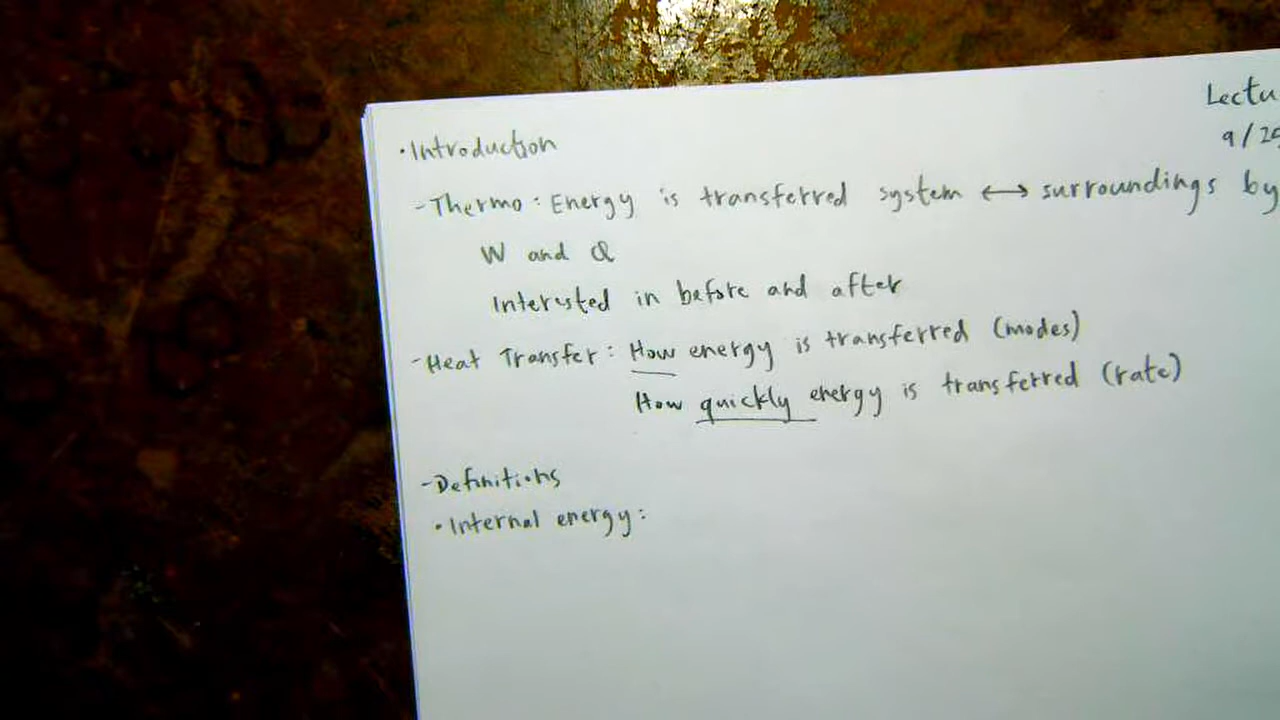 Lectu
9/25
• Introduction
- Thermo: Energy is transferred system ↔ surroundings by
W and Q
Interested in before and after
- Heat Transfer: How energy is transferred (modes)
How quickly energy is transferred (rate)
- Definitions
• Internal energy: